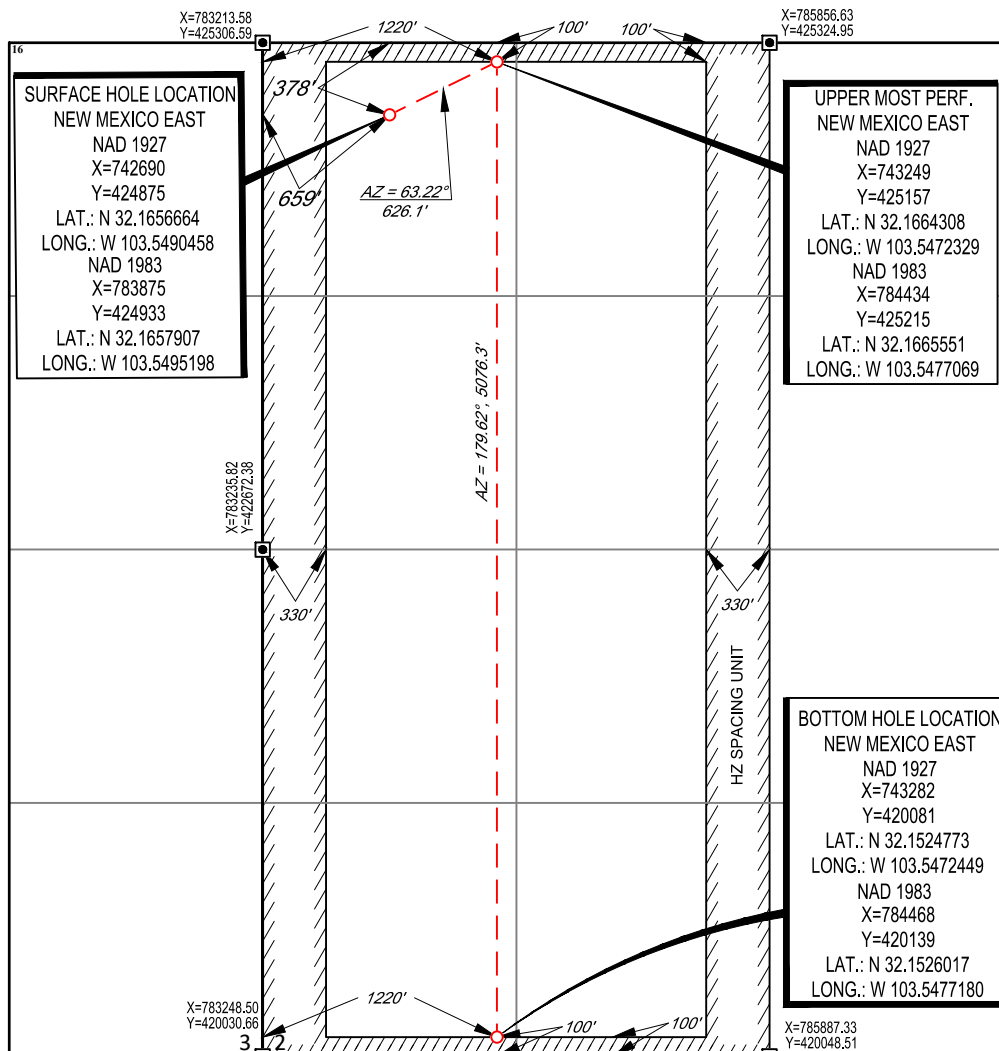 X=783213.58
Y=425306.59
1220'
100'
100'
X=785856.63
Y=425324.95
16
378'
659'
AZ = 63.22°
626.1'
SURFACE HOLE LOCATION
NEW MEXICO EAST
NAD 1927
X=742690
Y=424875
LAT.: N 32.1656664
LONG.: W 103.5490458
NAD 1983
X=783875
Y=424933
LAT.: N 32.1657907
LONG.: W 103.5495198
UPPER MOST PERF.
NEW MEXICO EAST
NAD 1927
X=743249
Y=425157
LAT.: N 32.1664308
LONG.: W 103.5472329
NAD 1983
X=784434
Y=425215
LAT.: N 32.1665551
LONG.: W 103.5477069
AZ = 179.62°, 5076.3'
X=783235.82
Y=422672.38
330'
330'
HZ SPACING UNIT
BOTTOM HOLE LOCATION
NEW MEXICO EAST
NAD 1927
X=743282
Y=420081
LAT.: N 32.1524773
LONG.: W 103.5472449
NAD 1983
X=784468
Y=420139
LAT.: N 32.1526017
LONG.: W 103.5477180
X=783248.50
Y=420030.66
1220'
100'
100'
3 2
X=785887.33
Y=420048.51